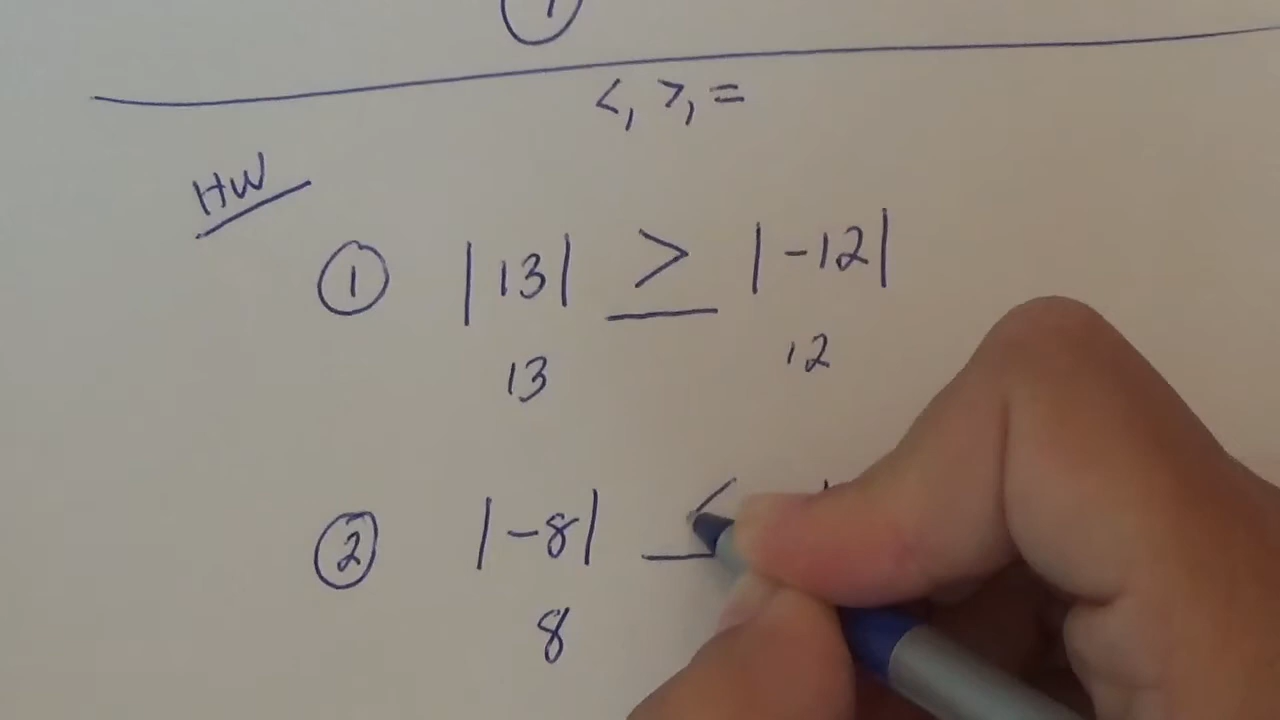 <, >, =
HW
① |13| > |-12|
13 12
② |-8| <
8